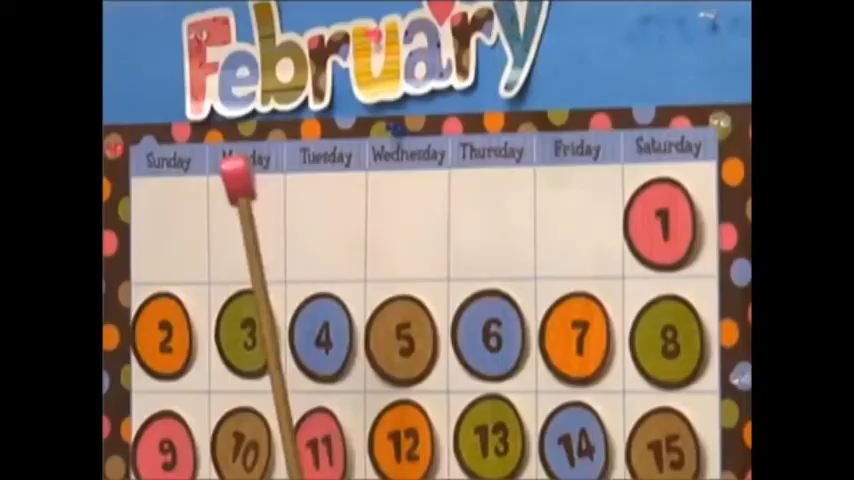 February
Sunday Monday Tuesday Wednesday Thursday Friday Saturday
1
2 3 4 5 6 7 8
9 10 11 12 13 14 15